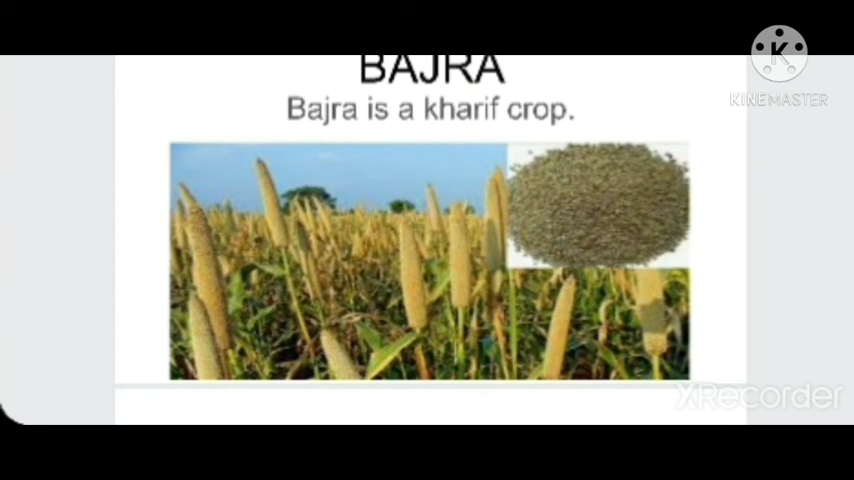 BAJRA
Bajra is a kharif crop.
K
KINEMASTER
XRecorder